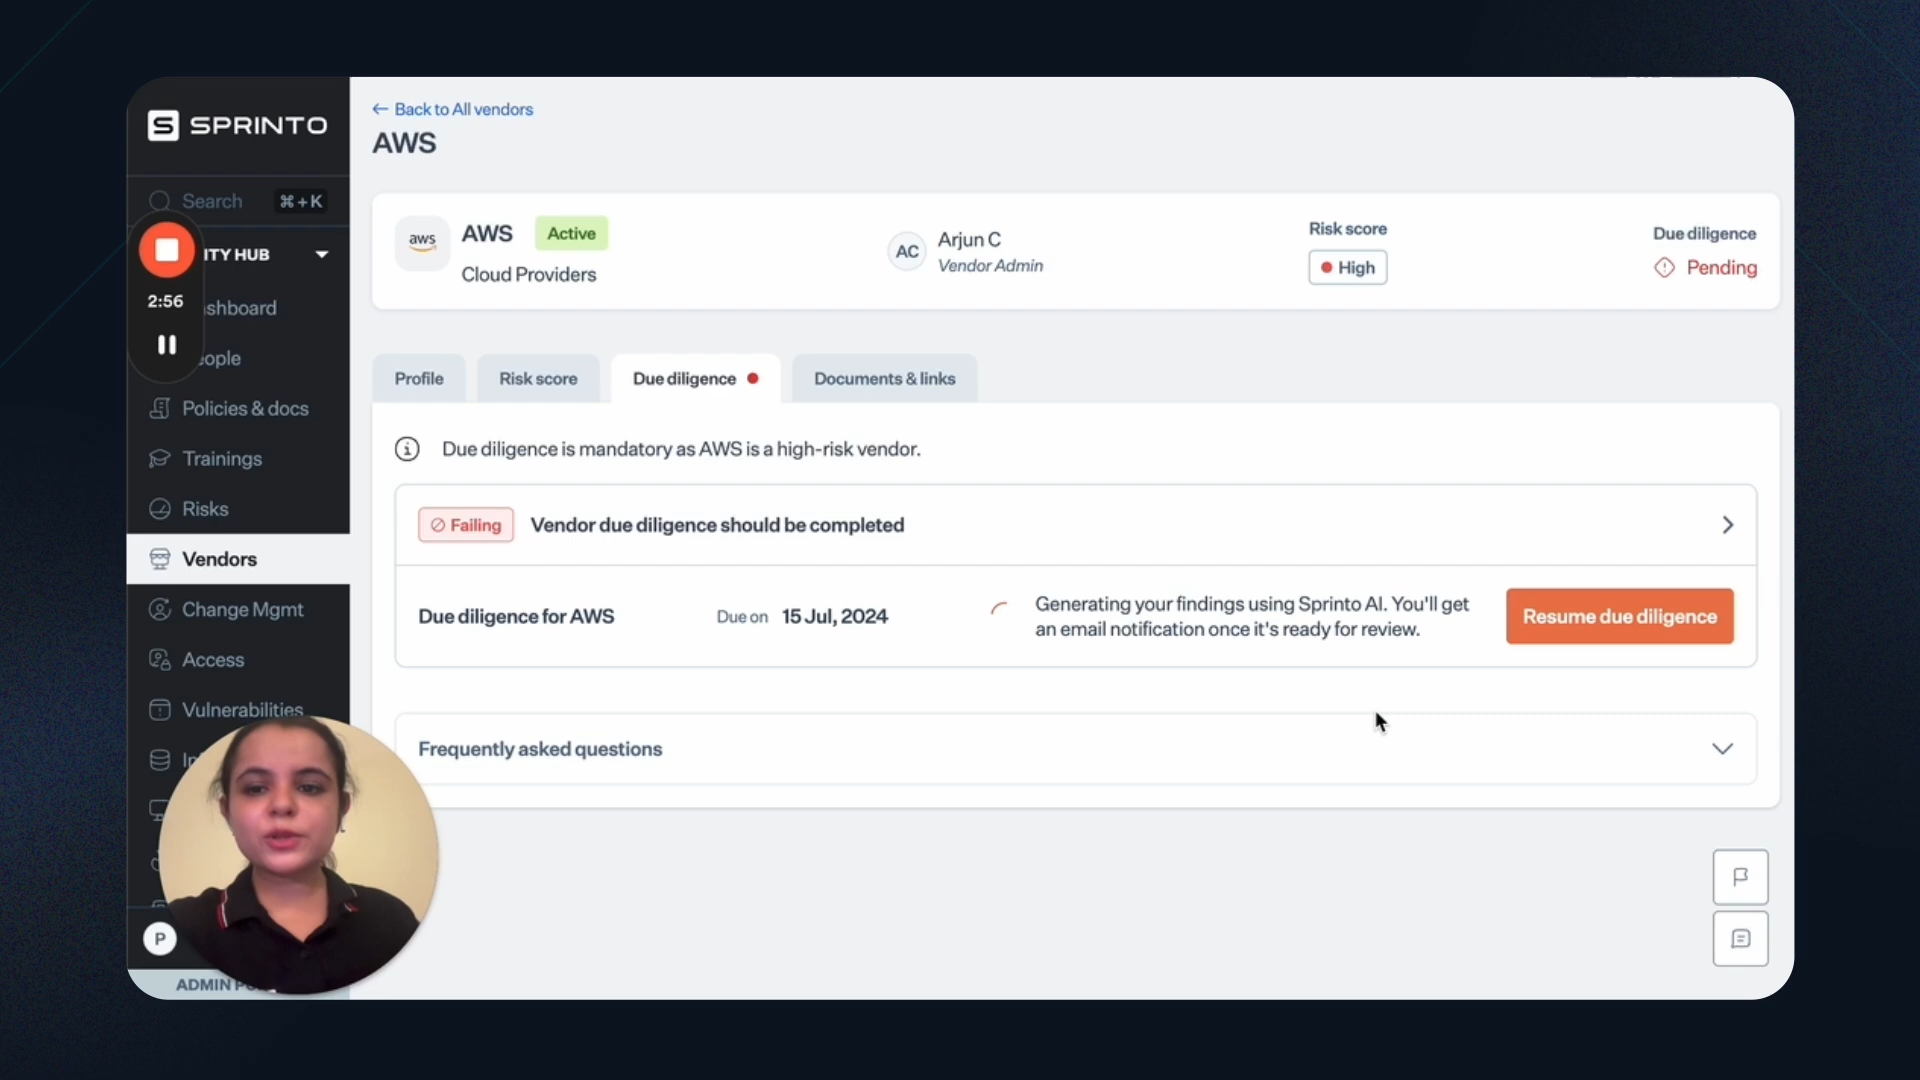 SPRINTO
Search ⌘+K
ITY HUB
2:56
shboard
eople
Policies & docs
Trainings
Risks
Vendors
Change Mgmt
Access
Vulnerabilities
P
← Back to All vendors
AWS
aws
AWS Active
Cloud Providers
AC
Arjun C
Vendor Admin
Risk score
High
Due diligence
Pending
Profile
Risk score
Due diligence
Documents & links
Due diligence is mandatory as AWS is a high-risk vendor.
Failing Vendor due diligence should be completed
Due diligence for AWS
Due on 15 Jul, 2024
Generating your findings using Sprinto AI. You'll get
an email notification once it's ready for review.
Resume due diligence
Frequently asked questions
ADMIN